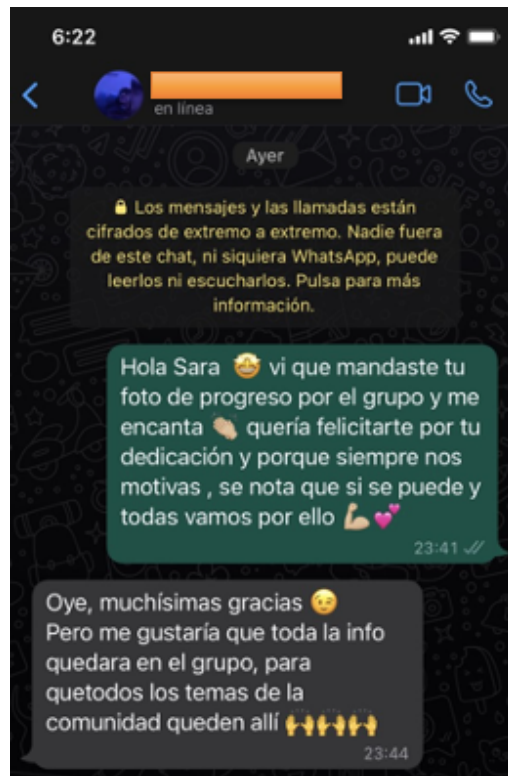 6:22
en línea
Ayer
🔒 Los mensajes y las llamadas están
cifrados de extremo a extremo. Nadie fuera
de este chat, ni siquiera WhatsApp, puede
leerlos ni escucharlos. Pulsa para más
información.
Hola Sara 🤩 vi que mandaste tu
foto de progreso por el grupo y me
encanta 👏🏼 quería felicitarte por tu
dedicación y porque siempre nos
motivas , se nota que si se puede y
todas vamos por ello 💪🏼💕
23:41
Oye, muchísimas gracias 😉
Pero me gustaría que toda la info
quedara en el grupo, para
quetodos los temas de la
comunidad queden allí 🙌🙌🙌
23:44